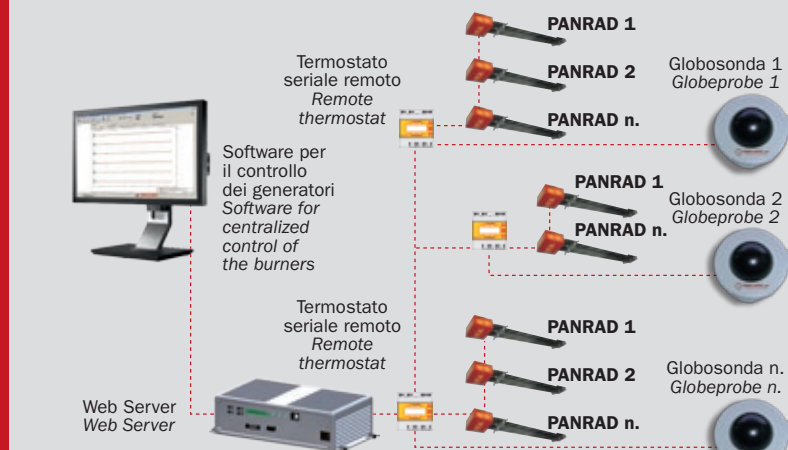 PANRAD 1
PANRAD 2
PANRAD n.
Termostato
seriale remoto
Remote
thermostat
Globosonda 1
Globeprobe 1
Software per
il controllo
dei generatori
Software for
centralized
control of
the burners
PANRAD 1
PANRAD n.
Globosonda 2
Globeprobe 2
Termostato
seriale remoto
Remote
thermostat
PANRAD 1
PANRAD 2
PANRAD n.
Globosonda n.
Globeprobe n.
Web Server
Web Server